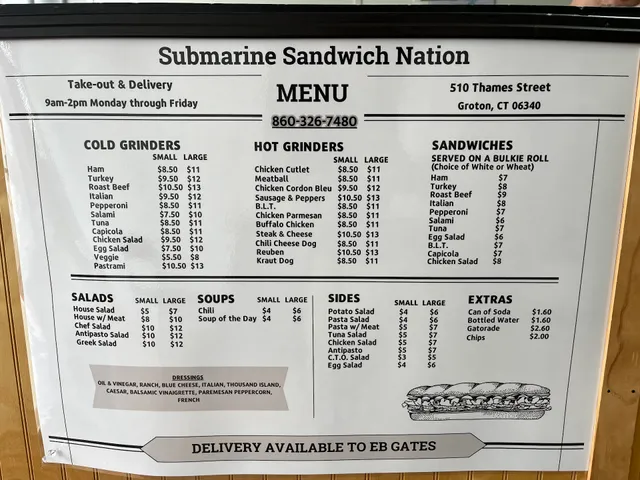 Submarine Sandwich Nation
Take-out & Delivery
9am-2pm Monday through Friday
MENU
860-326-7480
510 Thames Street
Groton, CT 06340
COLD GRINDERS
SMALL LARGE
Ham $8.50 $11
Turkey $9.50 $12
Roast Beef $10.50 $13
Italian $9.50 $12
Pepperoni $8.50 $11
Salami $7.50 $10
Tuna $8.50 $11
Capicola $8.50 $11
Chicken Salad $9.50 $12
Egg Salad $7.50 $10
Veggie $5.50 $8
Pastrami $10.50 $13
HOT GRINDERS
SMALL LARGE
Chicken Cutlet $8.50 $11
Meatball $8.50 $11
Chicken Cordon Bleu $9.50 $12
Sausage & Peppers $10.50 $13
B.L.T. $8.50 $11
Chicken Parmesan $8.50 $11
Buffalo Chicken $8.50 $11
Steak & Cheese $10.50 $13
Chili Cheese Dog $8.50 $11
Reuben $10.50 $13
Kraut Dog $8.50 $11
SANDWICHES
SERVED ON A BULKIE ROLL
(Choice of White or Wheat)
Ham $7
Turkey $8
Roast Beef $9
Italian $8
Pepperoni $7
Salami $6
Tuna $7
Egg Salad $6
B.L.T. $7
Capicola $7
Chicken Salad $8
SALADS SMALL LARGE
House Salad $5 $7
House w/ Meat $8 $10
Chef Salad $10 $12
Antipasto Salad $10 $12
Greek Salad $10 $12
SOUPS SMALL LARGE
Chili $4 $6
Soup of the Day $4 $6
SIDES SMALL LARGE
Potato Salad $4 $6
Pasta Salad $4 $6
Pasta w/ Meat $5 $7
Tuna Salad $5 $7
Chicken Salad $5 $7
Antipasto $5 $7
C.T.O. Salad $3 $5
Egg Salad $4 $6
EXTRAS
Can of Soda $1.60
Bottled Water $1.60
Gatorade $2.60
Chips $2.00
DRESSINGS
OIL & VINEGAR, RANCH, BLUE CHEESE, ITALIAN, THOUSAND ISLAND,
CAESAR, BALSAMIC VINAIGRETTE, PAREMESAN PEPPERCORN,
FRENCH
DELIVERY AVAILABLE TO EB GATES